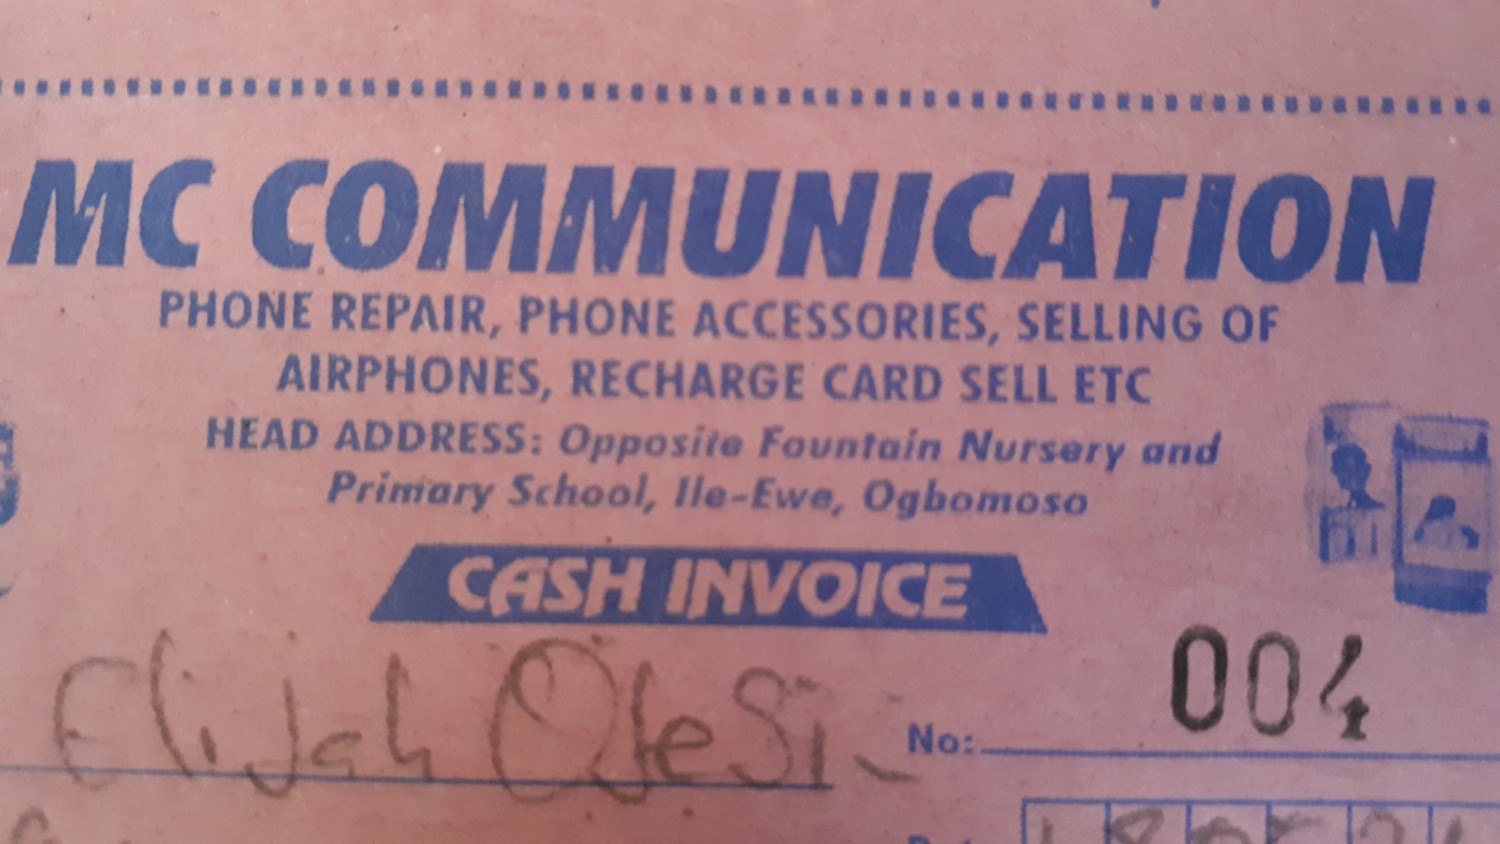 MC COMMUNICATION
PHONE REPAIR, PHONE ACCESSORIES, SELLING OF
AIRPHONES, RECHARGE CARD SELL ETC
HEAD ADDRESS: Opposite Fountain Nursery and
Primary School, Ile-Ewe, Ogbomoso
CASH INVOICE
Elijah
No: 004